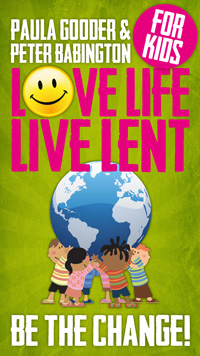 PAULA GOODER &
PETER BABINGTON
FOR
KIDS
LOVE LIFE
LIVE LENT
BE THE CHANGE!